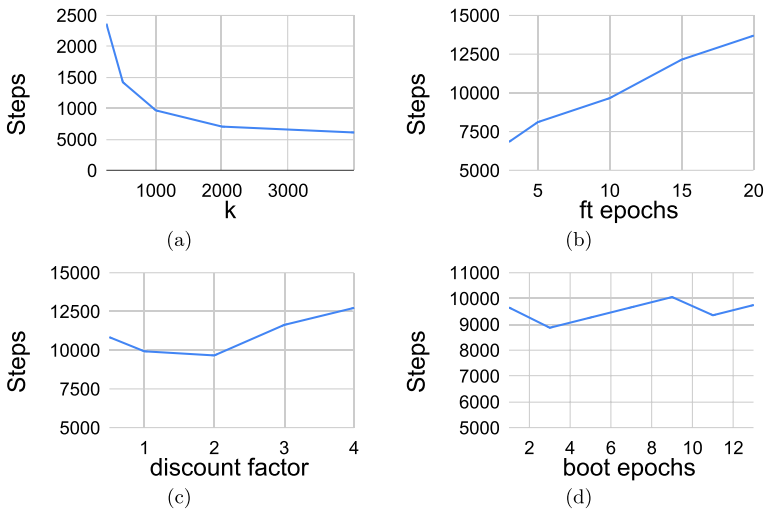 2500
2000
1500
1000
5000
0
Steps
1000 2000 3000
k
(a)
15000
12500
10000
7500
5000
Steps
5 10 15 20
ft epochs
(b)
15000
12500
10000
7500
5000
Steps
1 2 3 4
discount factor
(c)
11000
10000
9000
8000
7000
6000
5000
Steps
2 4 6 8 10 12
boot epochs
(d)